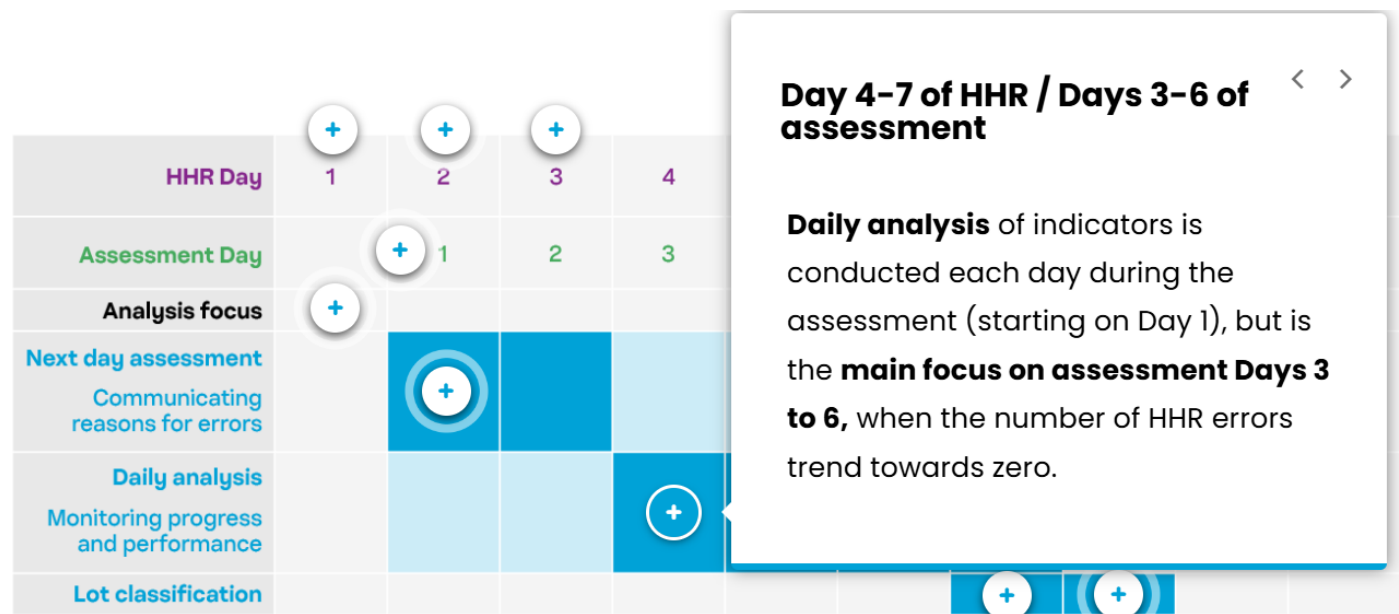 HHR Day 1 2 3 4
Assessment Day 1 2 3
Analysis focus
Next day assessment
Communicating
reasons for errors
Daily analysis
Monitoring progress
and performance
Lot classification
Day 4-7 of HHR / Days 3-6 of
assessment
Daily analysis of indicators is
conducted each day during the
assessment (starting on Day 1), but is
the main focus on assessment Days 3
to 6, when the number of HHR errors
trend towards zero.